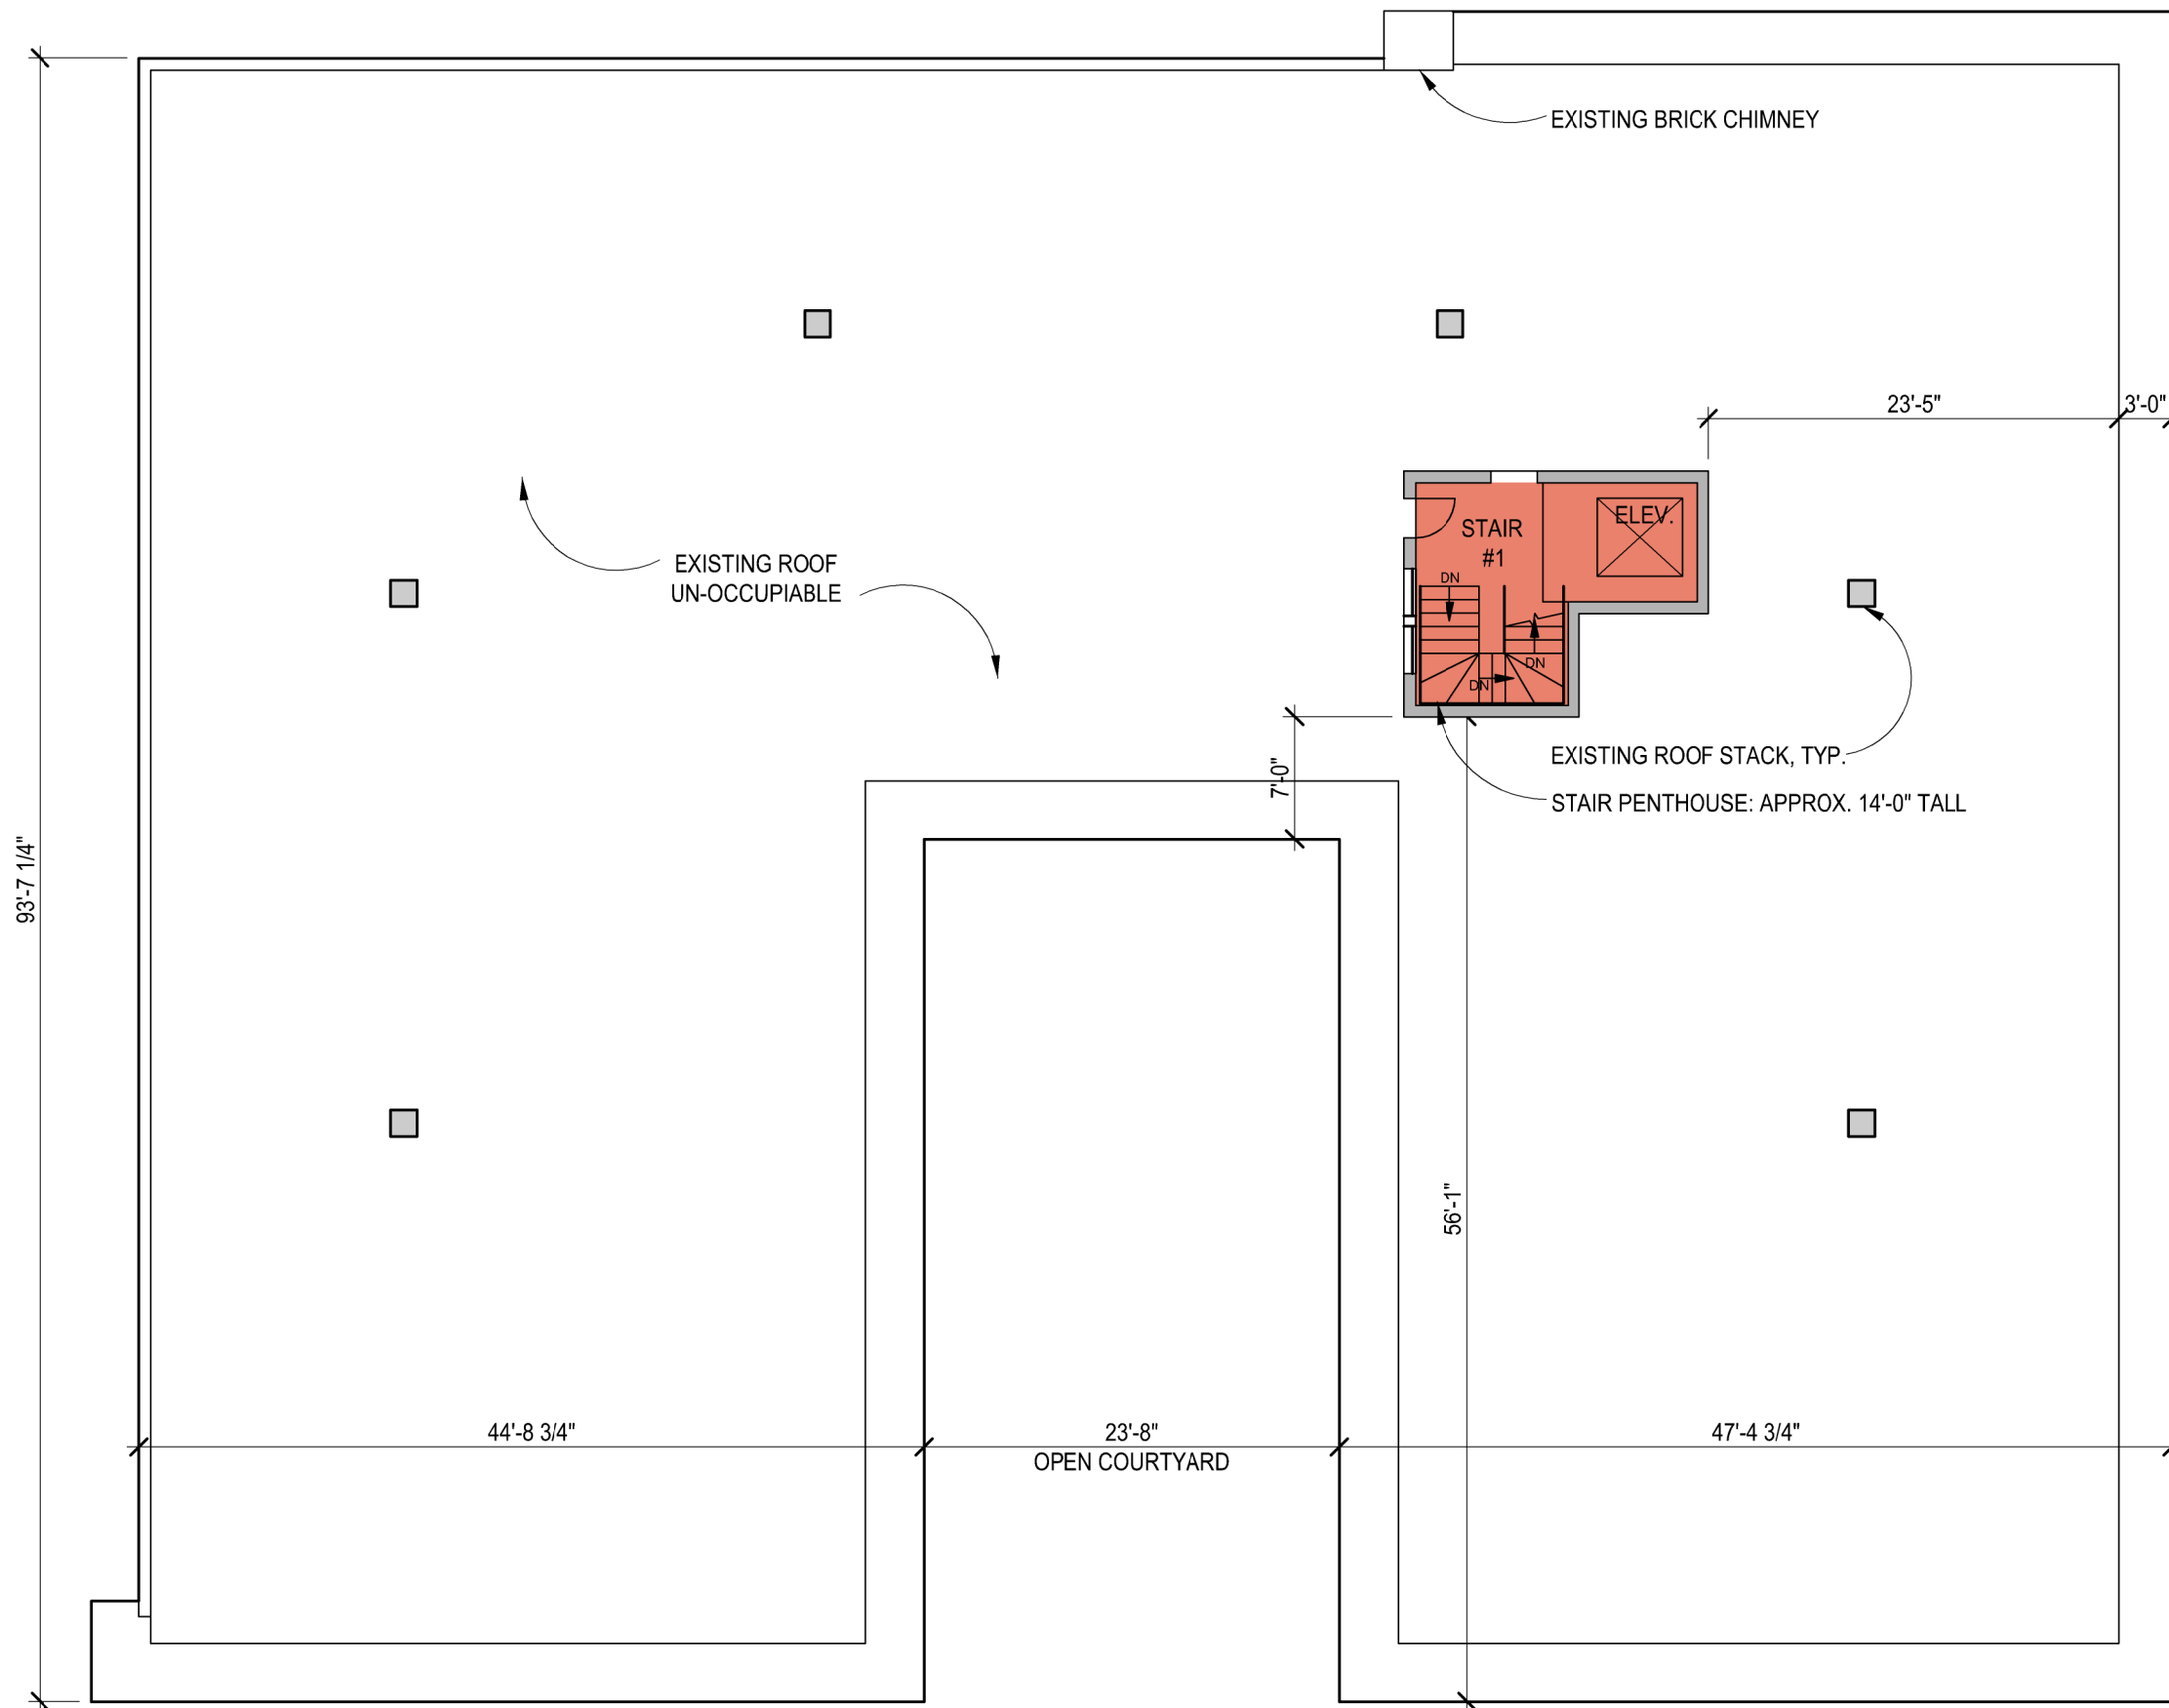 EXISTING BRICK CHIMNEY
23'-5"
3'-0"
ELEV.
STAIR
#1
EXISTING ROOF
UN-OCCUPIABLE
DN
DN
DN
EXISTING ROOF STACK, TYP.
7'-0"
STAIR PENTHOUSE: APPROX. 14'-0" TALL
93'-7 1/4"
56'-1"
44'-8 3/4"
23'-8"
47'-4 3/4"
OPEN COURTYARD